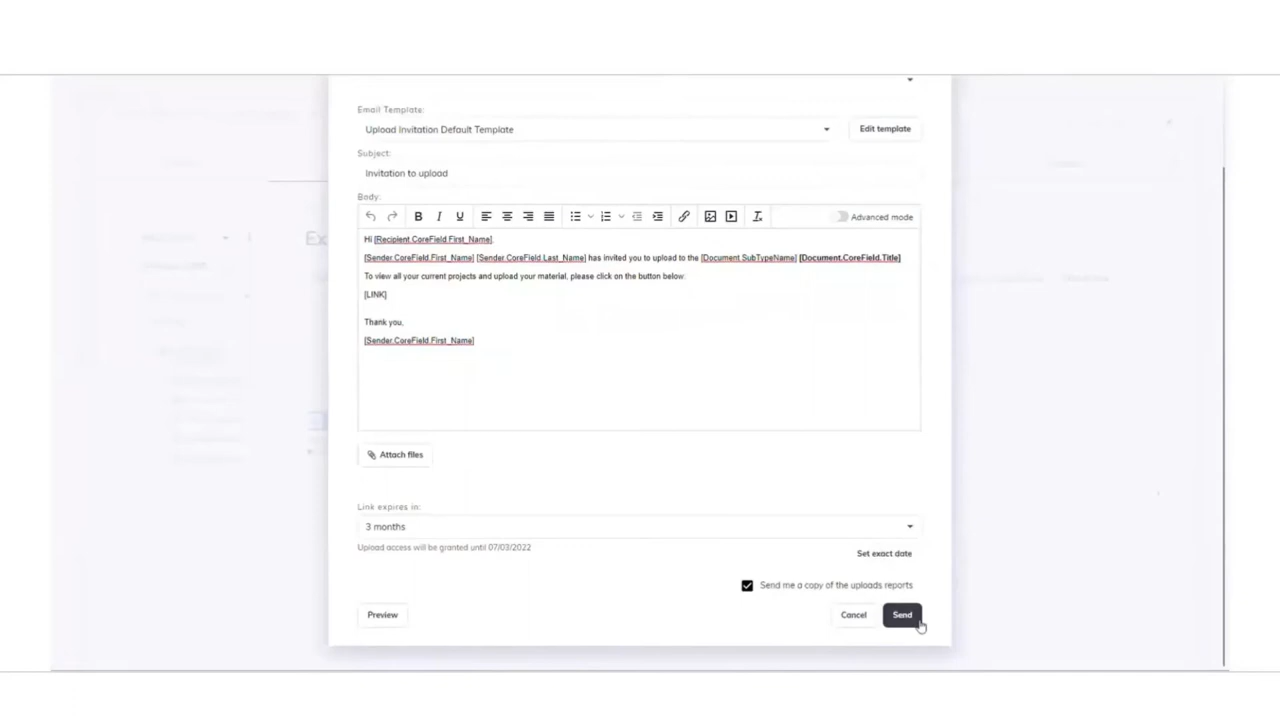 Email Template:
Upload Invitation Default Template
Edit template
Subject:
Invitation to upload
Body:
B I U
Advanced mode
Hi [Recipient.CoreField.First_Name],
[Sender.CoreField.First_Name] [Sender.CoreField.Last_Name] has invited you to upload to the [Document.SubTypeName] [Document.CoreField.Title]
To view all your current projects and upload your material, please click on the button below:
[LINK]
Thank you,
[Sender.CoreField.First_Name]
Attach files
Link expires in:
3 months
Upload access will be granted until 07/03/2022
Set exact date
Send me a copy of the uploads reports
Preview
Cancel
Send